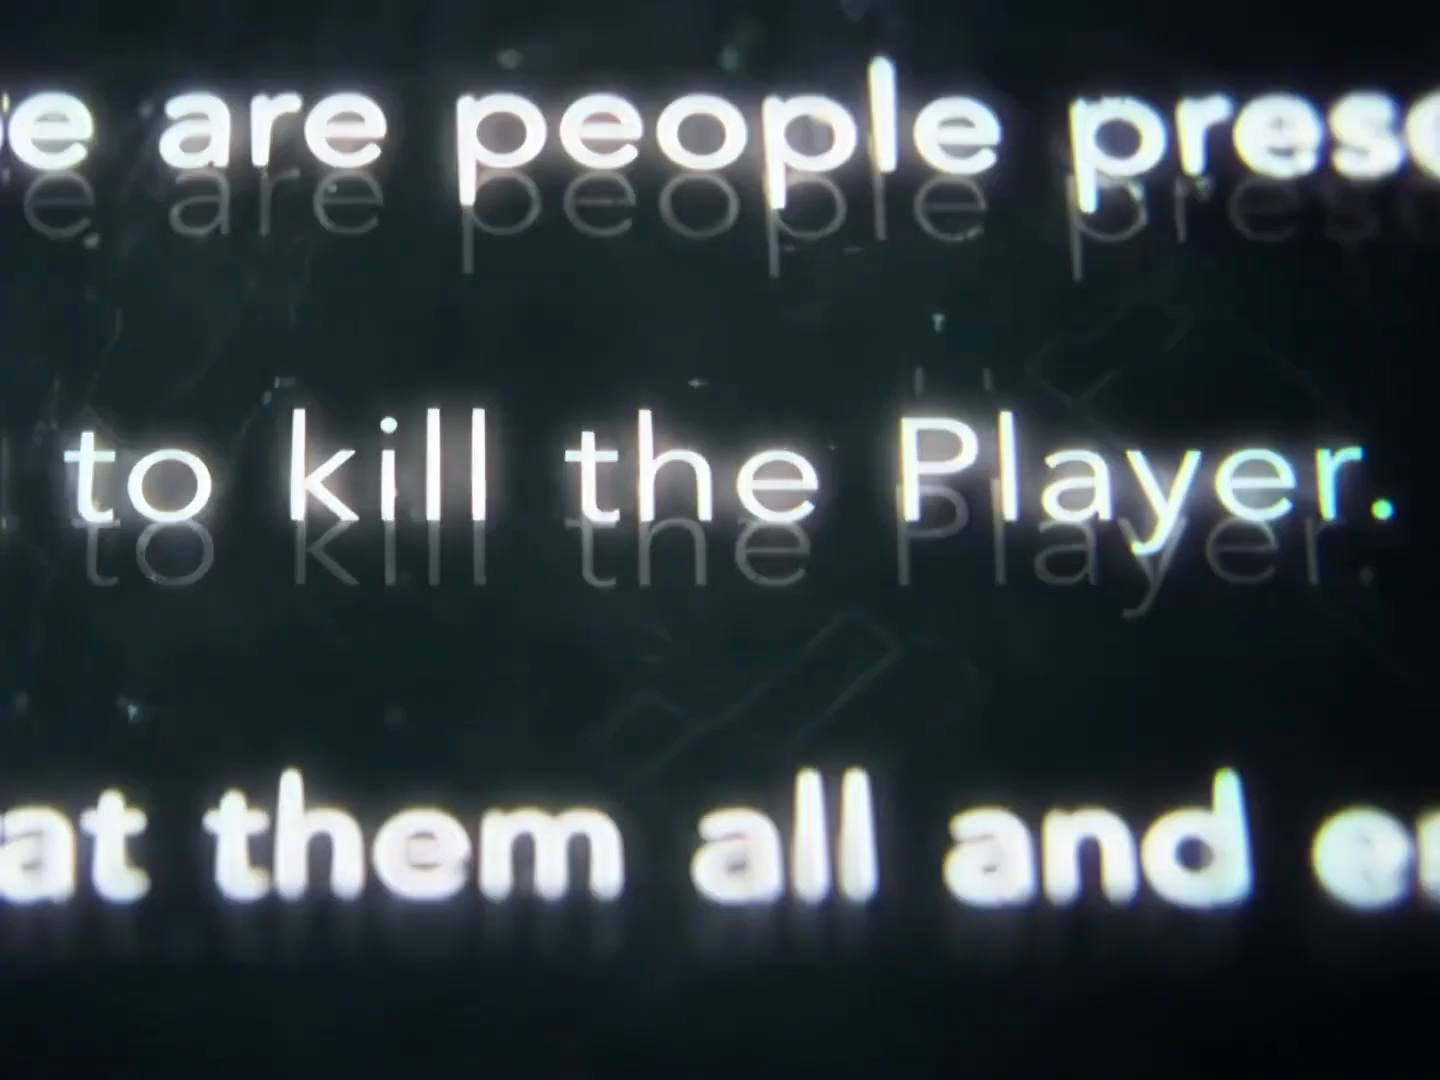 e are people prese
to kill the Player.
at them all and e